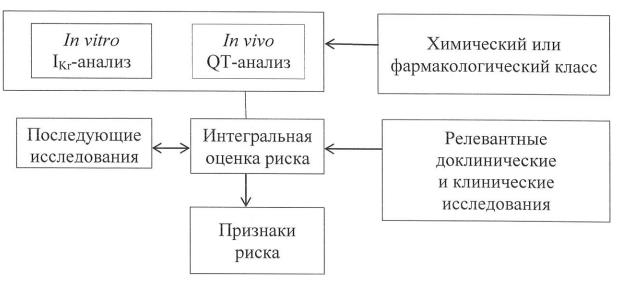 In vitro
I_Kr-анализ
In vivo
QT-анализ
Химический или
фармакологический класс
Последующие
исследования
Интегральная
оценка риска
Релевантные
доклинические
и клинические
исследования
Признаки
риска